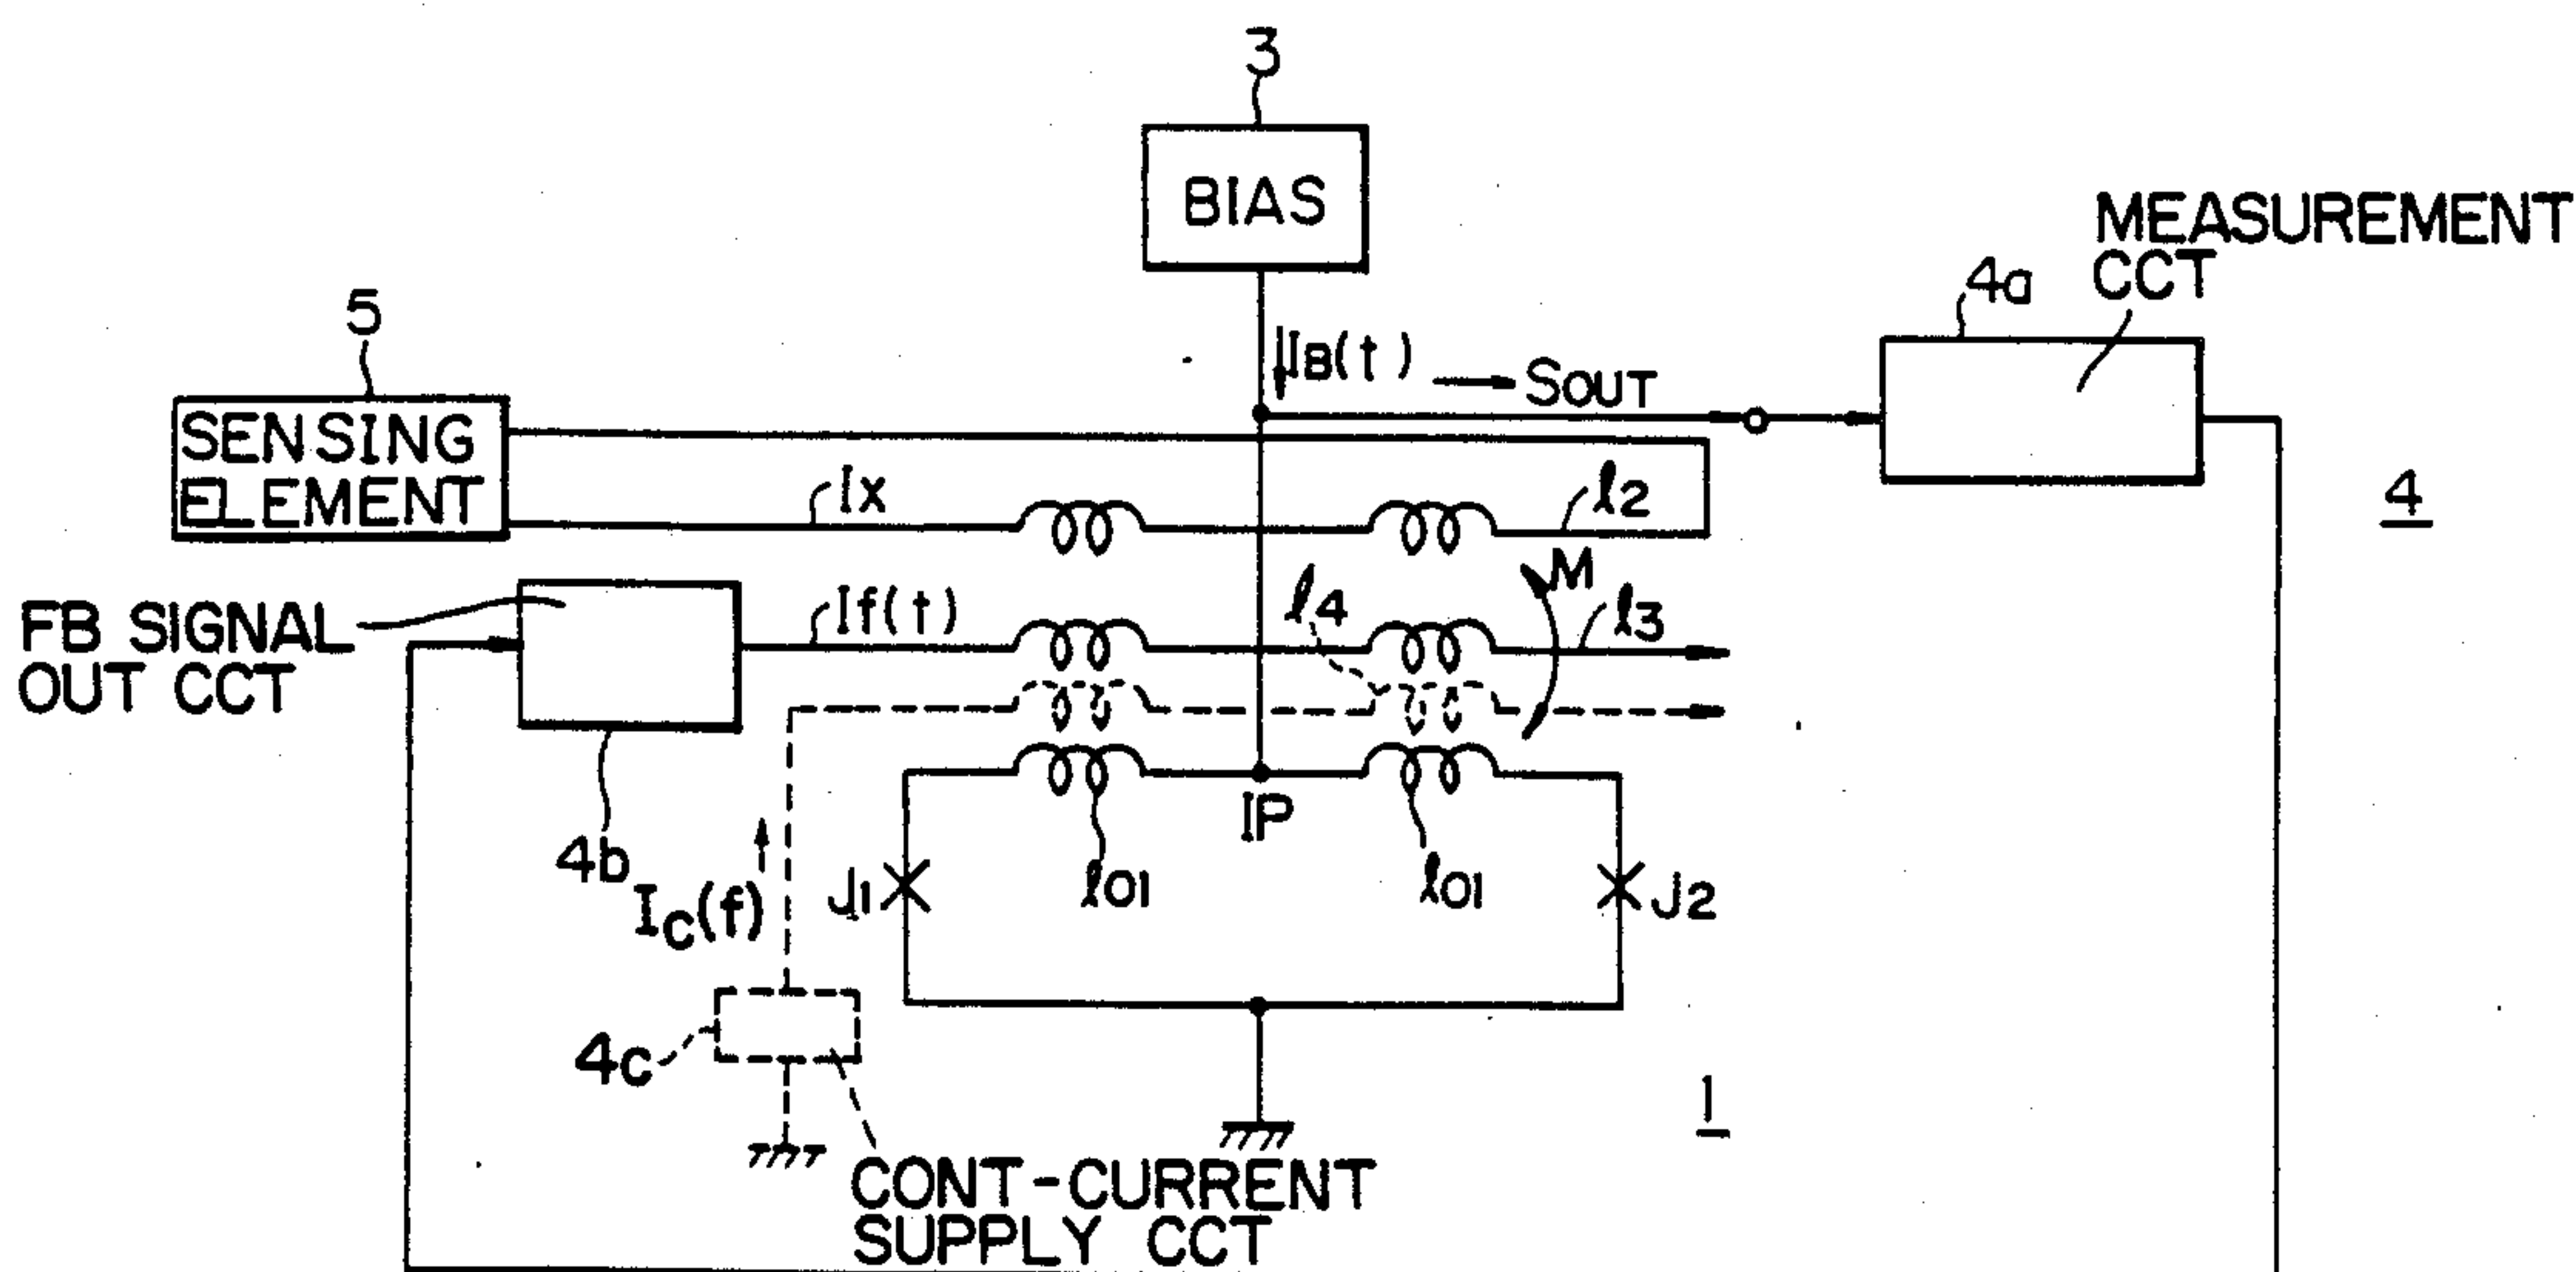 3
BIAS
MEASUREMENT
CCT
4a
5
IB(t)
SOUT
SENSING
ELEMENT
Ix
ℓ2
4
M
ℓ4
FB SIGNAL
OUT CCT
If(t)
ℓ3
IP
4b
Ic(f)
J1
ℓ01
ℓ01
J2
4c
1
CONT-CURRENT
SUPPLY CCT